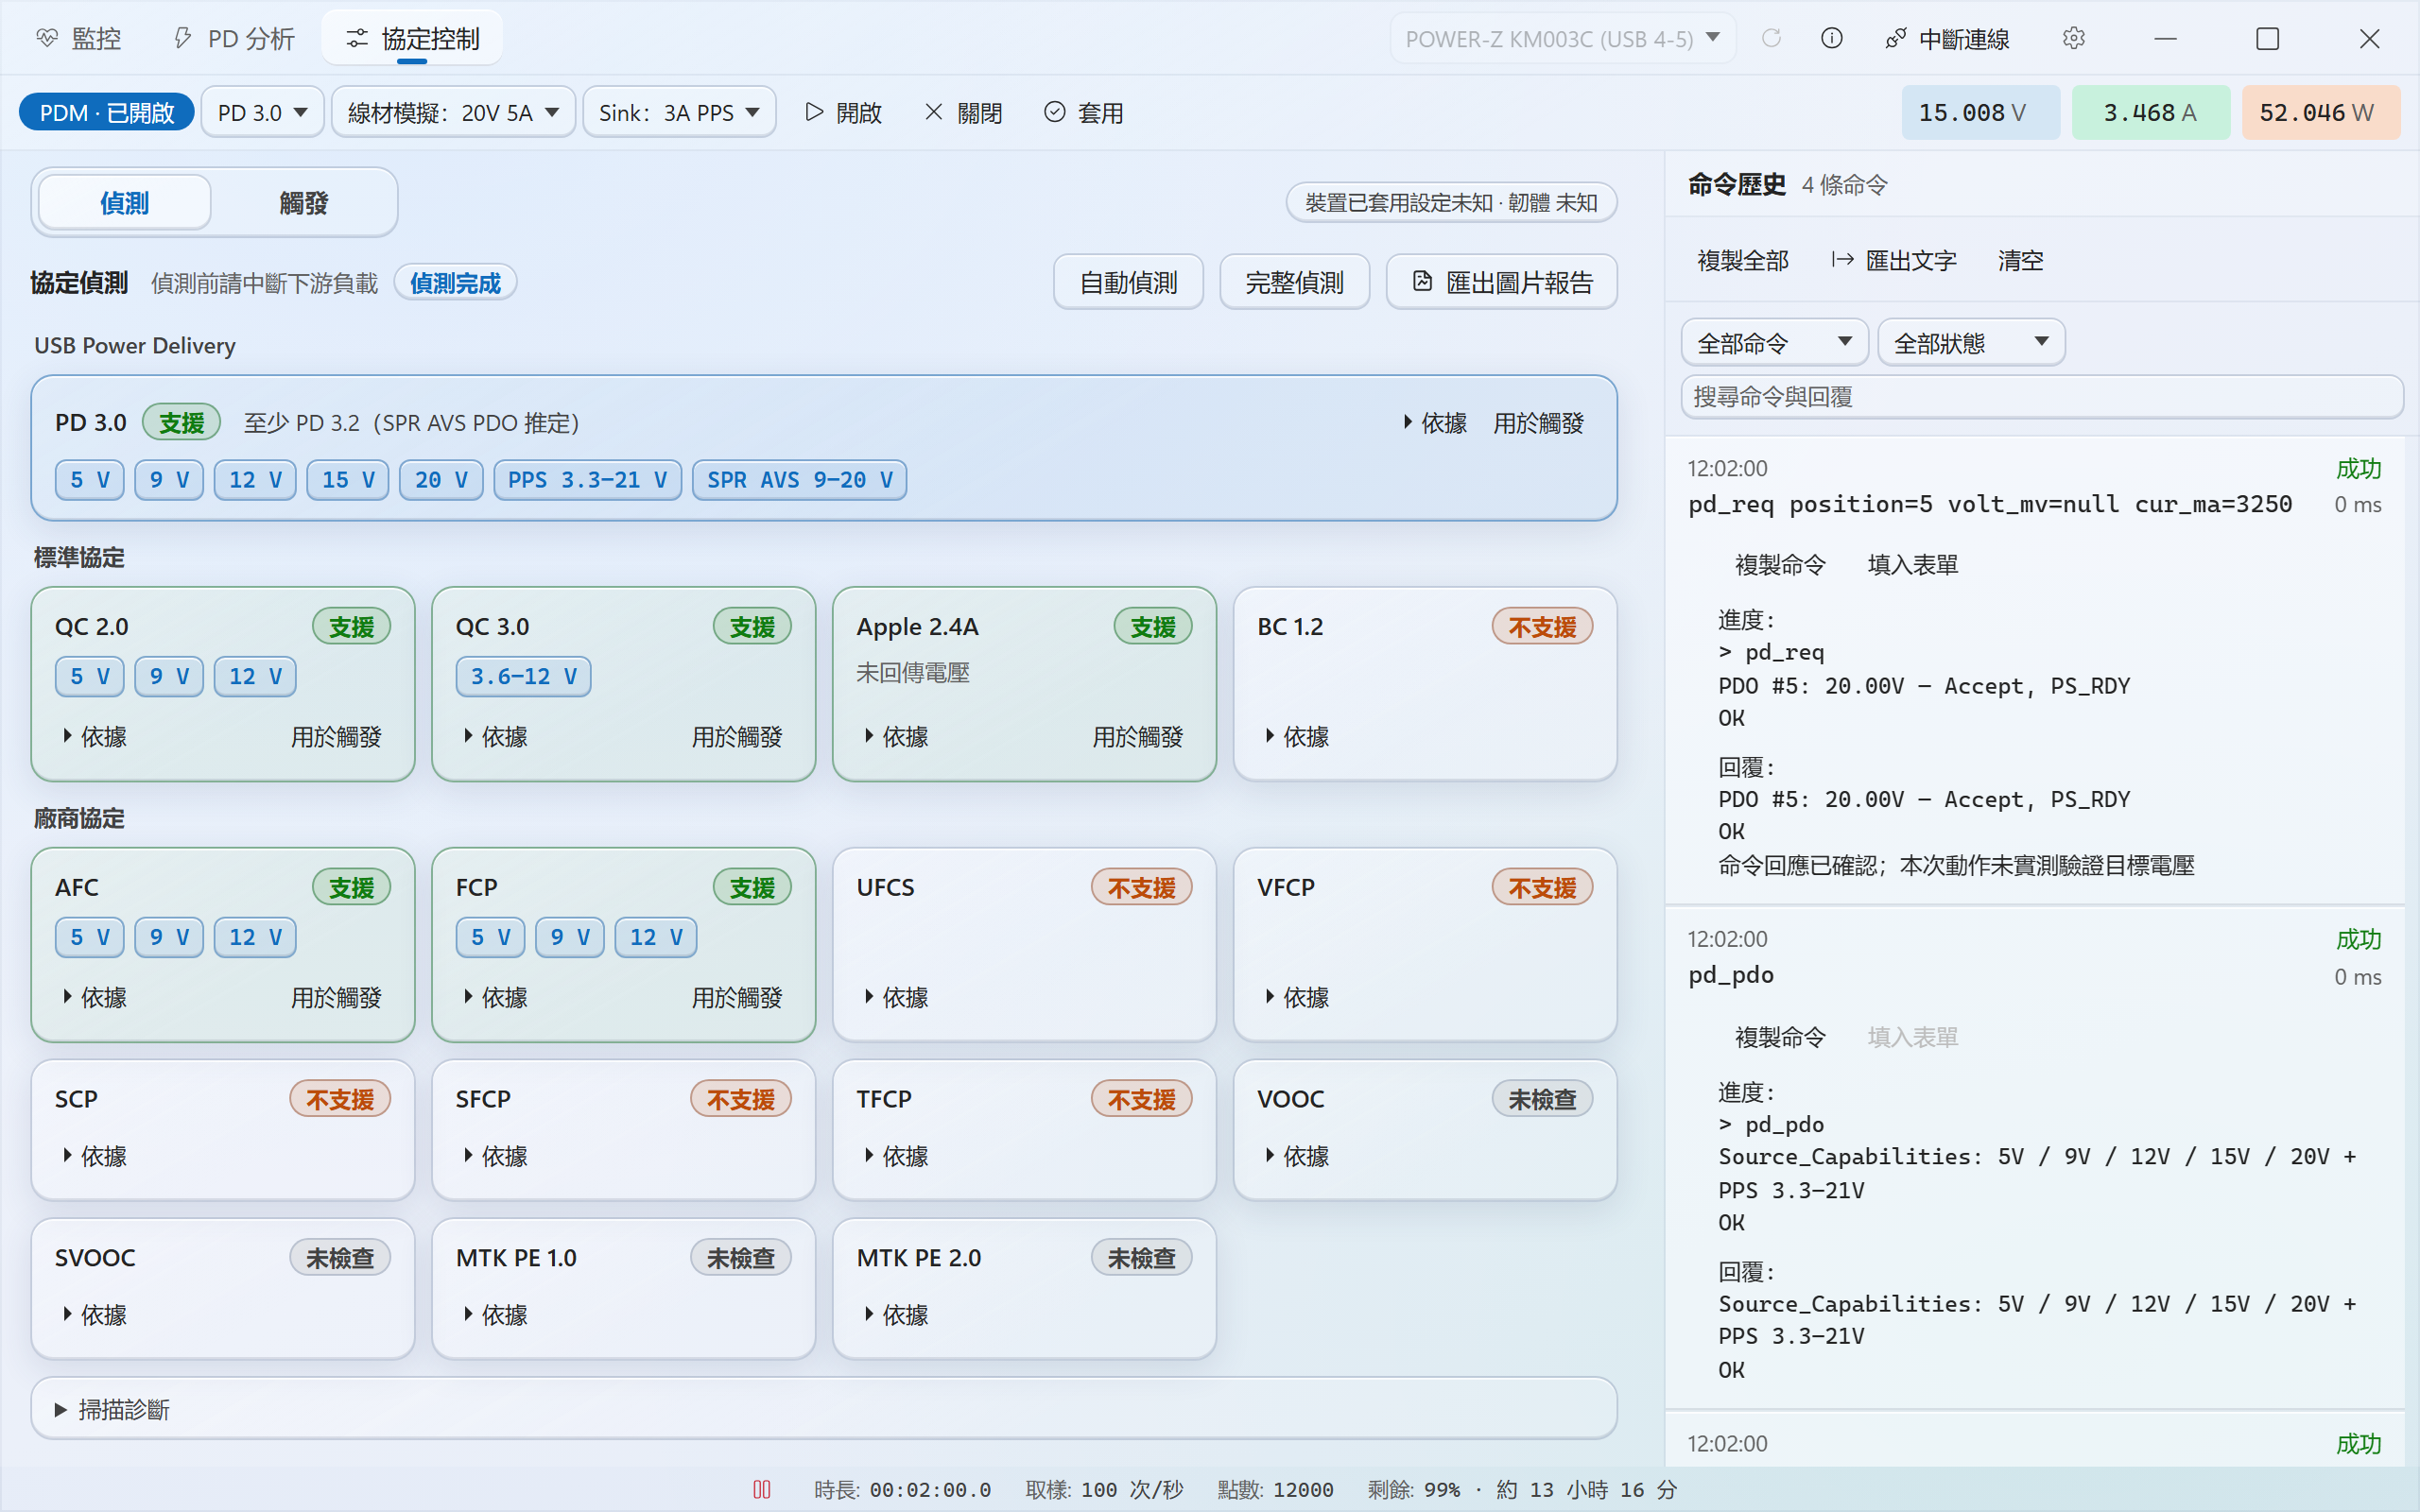 監控 PD 分析 協定控制 POWER-Z KM003C (USB 4-5) 中斷連線
PDM · 已開啟 PD 3.0 線材模擬：20V 5A Sink：3A PPS 開啟 關閉 套用 15.008 V 3.468 A 52.046 W
偵測 觸發 裝置已套用設定未知 · 韌體 未知
協定偵測 偵測前請中斷下游負載 偵測完成 自動偵測 完整偵測 匯出圖片報告
USB Power Delivery
PD 3.0 支援 至少 PD 3.2（SPR AVS PDO 推定） 依據 用於觸發
5 V 9 V 12 V 15 V 20 V PPS 3.3–21 V SPR AVS 9–20 V
標準協定
QC 2.0 支援
5 V 9 V 12 V
依據 用於觸發
QC 3.0 支援
3.6–12 V
依據 用於觸發
Apple 2.4A 支援
未回傳電壓
依據 用於觸發
BC 1.2 不支援
依據
廠商協定
AFC 支援
5 V 9 V 12 V
依據 用於觸發
FCP 支援
5 V 9 V 12 V
依據 用於觸發
UFCS 不支援
依據
VFCP 不支援
依據
SCP 不支援
依據
SFCP 不支援
依據
TFCP 不支援
依據
VOOC 未檢查
依據
SVOOC 未檢查
依據
MTK PE 1.0 未檢查
依據
MTK PE 2.0 未檢查
依據
掃描診斷
命令歷史 4 條命令
複製全部 匯出文字 清空
全部命令 全部狀態
搜尋命令與回覆
12:02:00 成功
pd_req position=5 volt_mv=null cur_ma=3250 0 ms
複製命令 填入表單
進度:
> pd_req
PDO #5: 20.00V — Accept, PS_RDY
OK
回覆:
PDO #5: 20.00V — Accept, PS_RDY
OK
命令回應已確認；本次動作未實測驗證目標電壓
12:02:00 成功
pd_pdo 0 ms
複製命令 填入表單
進度:
> pd_pdo
Source_Capabilities: 5V / 9V / 12V / 15V / 20V +
PPS 3.3–21V
OK
回覆:
Source_Capabilities: 5V / 9V / 12V / 15V / 20V +
PPS 3.3–21V
OK
12:02:00 成功
時長: 00:02:00.0 取樣: 100 次/秒 點數: 12000 剩餘: 99% · 約 13 小時 16 分